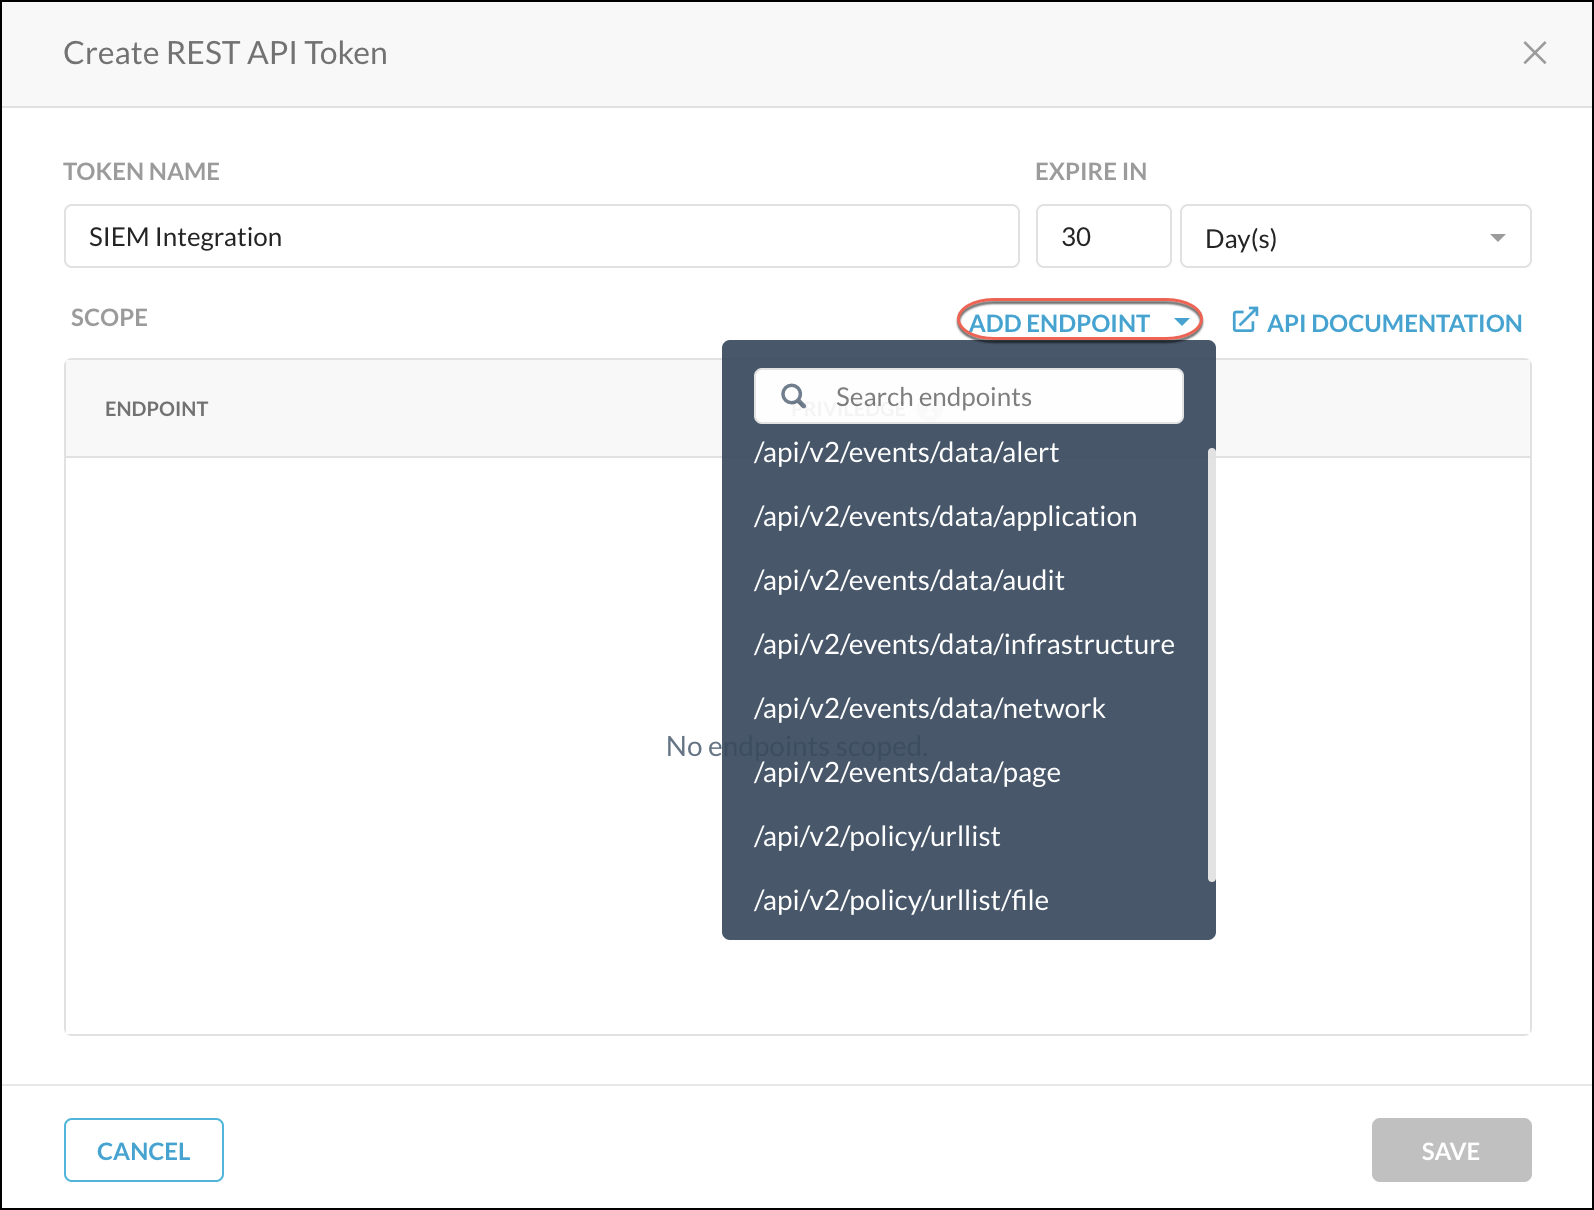 Create REST API Token
TOKEN NAME
EXPIRE IN
SIEM Integration
30
Day(s)
SCOPE
ADD ENDPOINT
API DOCUMENTATION
ENDPOINT
PRIVILEDGE
Search endpoints
/api/v2/events/data/alert
/api/v2/events/data/application
/api/v2/events/data/audit
/api/v2/events/data/infrastructure
/api/v2/events/data/network
No endpoints scoped.
/api/v2/events/data/page
/api/v2/policy/urllist
/api/v2/policy/urllist/file
CANCEL
SAVE